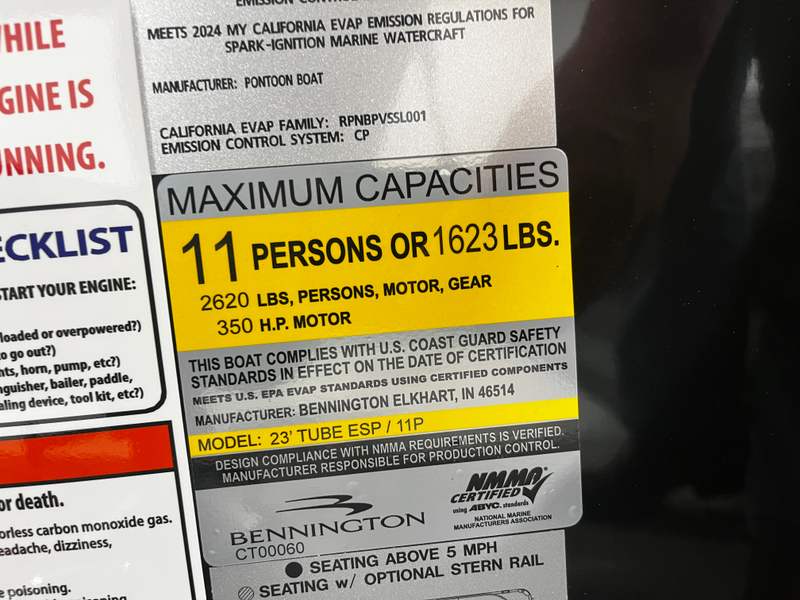 MEETS 2024 MY CALIFORNIA EVAP EMISSION REGULATIONS FOR
SPARK-IGNITION MARINE WATERCRAFT
MANUFACTURER: PONTOON BOAT
CALIFORNIA EVAP FAMILY: RPNBPVSSL001
EMISSION CONTROL SYSTEM: CP
MAXIMUM CAPACITIES
11 PERSONS OR 1623 LBS.
2620 LBS, PERSONS, MOTOR, GEAR
350 H.P. MOTOR
THIS BOAT COMPLIES WITH U.S. COAST GUARD SAFETY
STANDARDS IN EFFECT ON THE DATE OF CERTIFICATION
MEETS U.S. EPA EVAP STANDARDS USING CERTIFIED COMPONENTS
MANUFACTURER: BENNINGTON ELKHART, IN 46514
MODEL: 23' TUBE ESP / 11P
DESIGN COMPLIANCE WITH NMMA REQUIREMENTS IS VERIFIED.
MANUFACTURER RESPONSIBLE FOR PRODUCTION CONTROL.
BENNINGTON
CT00060
NMMA
CERTIFIED
using ABYC. standards
NATIONAL MARINE
MANUFACTURERS ASSOCIATION
SEATING ABOVE 5 MPH
SEATING w/ OPTIONAL STERN RAIL
WHILE
GINE IS
NNING.
ECKLIST
START YOUR ENGINE:
loaded or overpowered?)
o go out?)
hts, horn, pump, etc?)
nguisher, bailer, paddle,
aling device, tool kit, etc?)
or death.
orless carbon monoxide gas.
eadache, dizziness,
e poisoning.